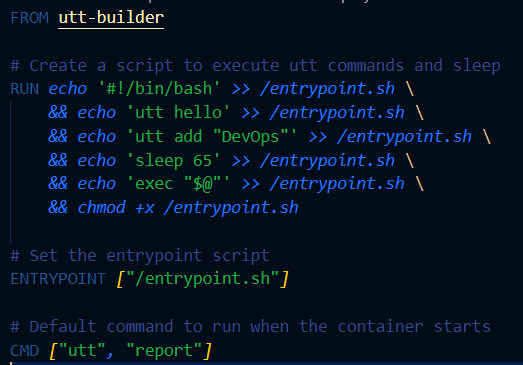 FROM utt-builder
# Create a script to execute utt commands and sleep
RUN echo '#!/bin/bash' >> /entrypoint.sh \
    && echo 'utt hello' >> /entrypoint.sh \
    && echo 'utt add "DevOps"' >> /entrypoint.sh \
    && echo 'sleep 65' >> /entrypoint.sh \
    && echo 'exec "$@"' >> /entrypoint.sh \
    && chmod +x /entrypoint.sh
# Set the entrypoint script
ENTRYPOINT ["/entrypoint.sh"]
# Default command to run when the container starts
CMD ["utt", "report"]